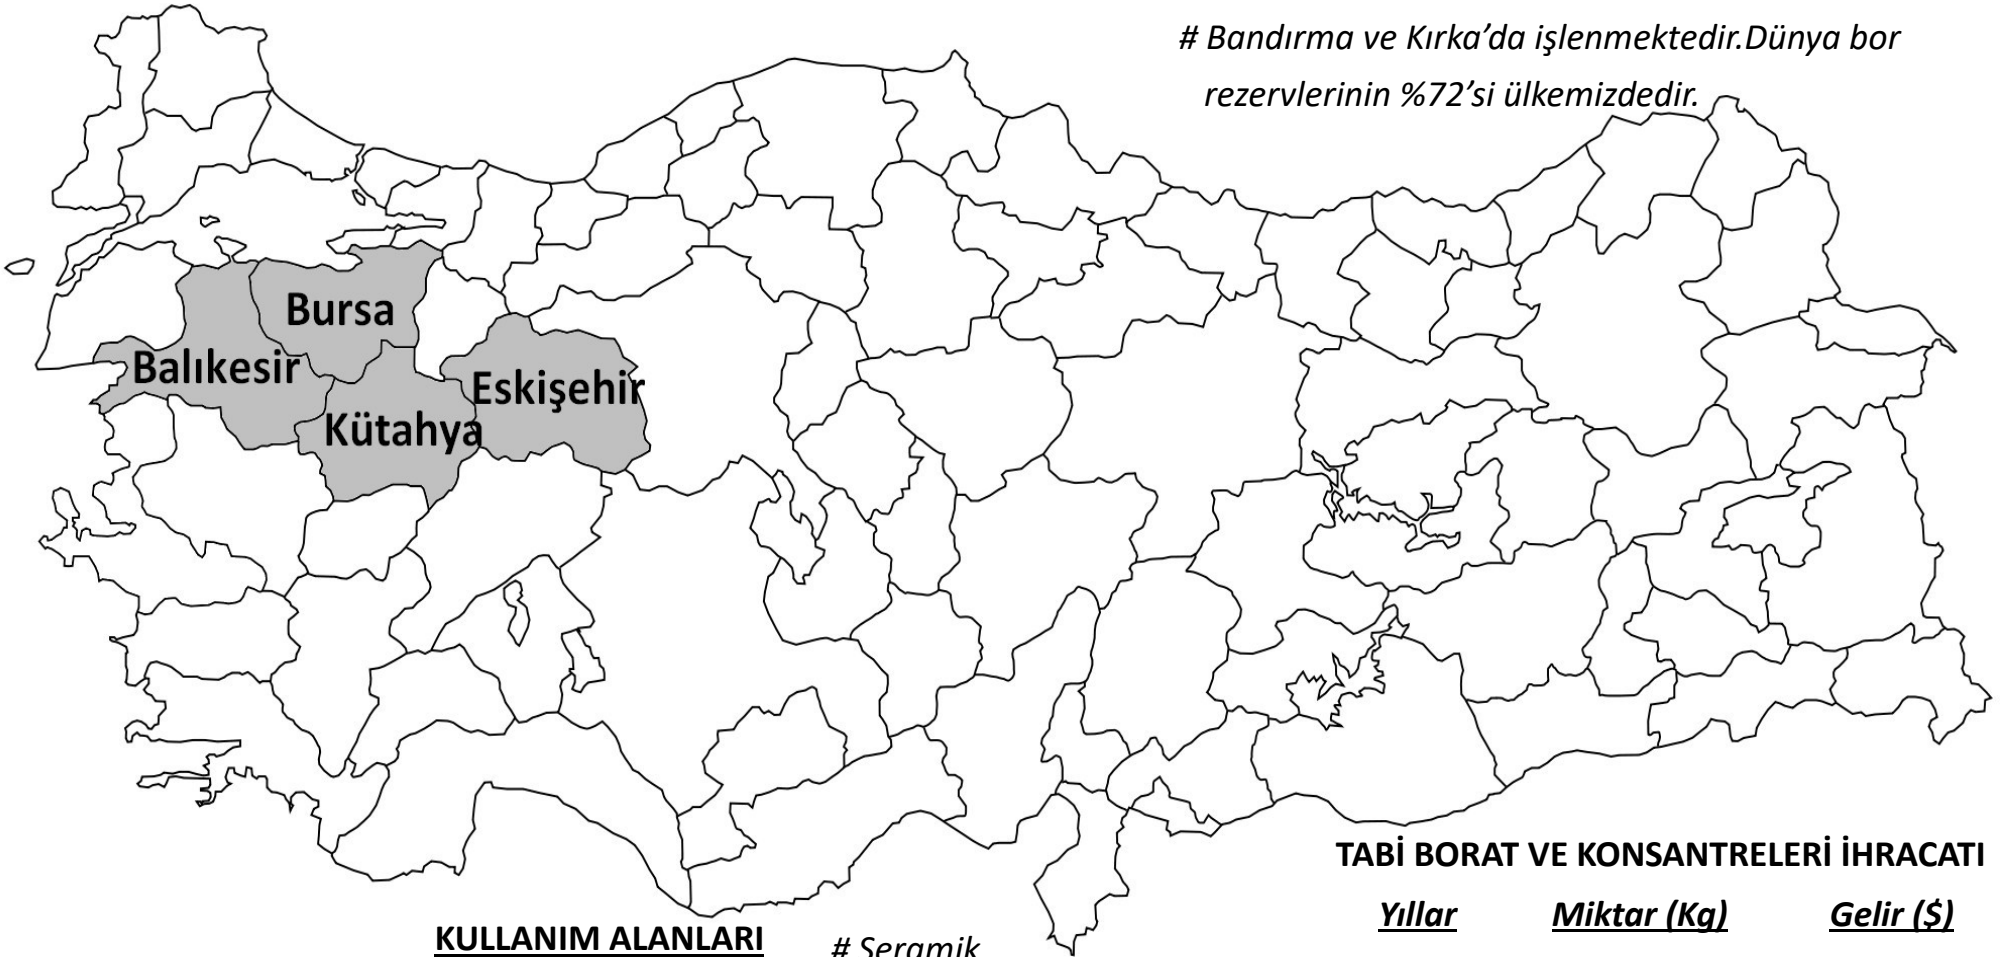 # Bandırma ve Kırka’da işlenmektedir.Dünya bor
rezervlerinin %72’si ülkemizdedir.
Bursa
Balıkesir
Eskişehir
Kütahya
TABİ BORAT VE KONSANTRELERİ İHRACATI
Yıllar Miktar (Kg) Gelir ($)
KULLANIM ALANLARI # Seramik